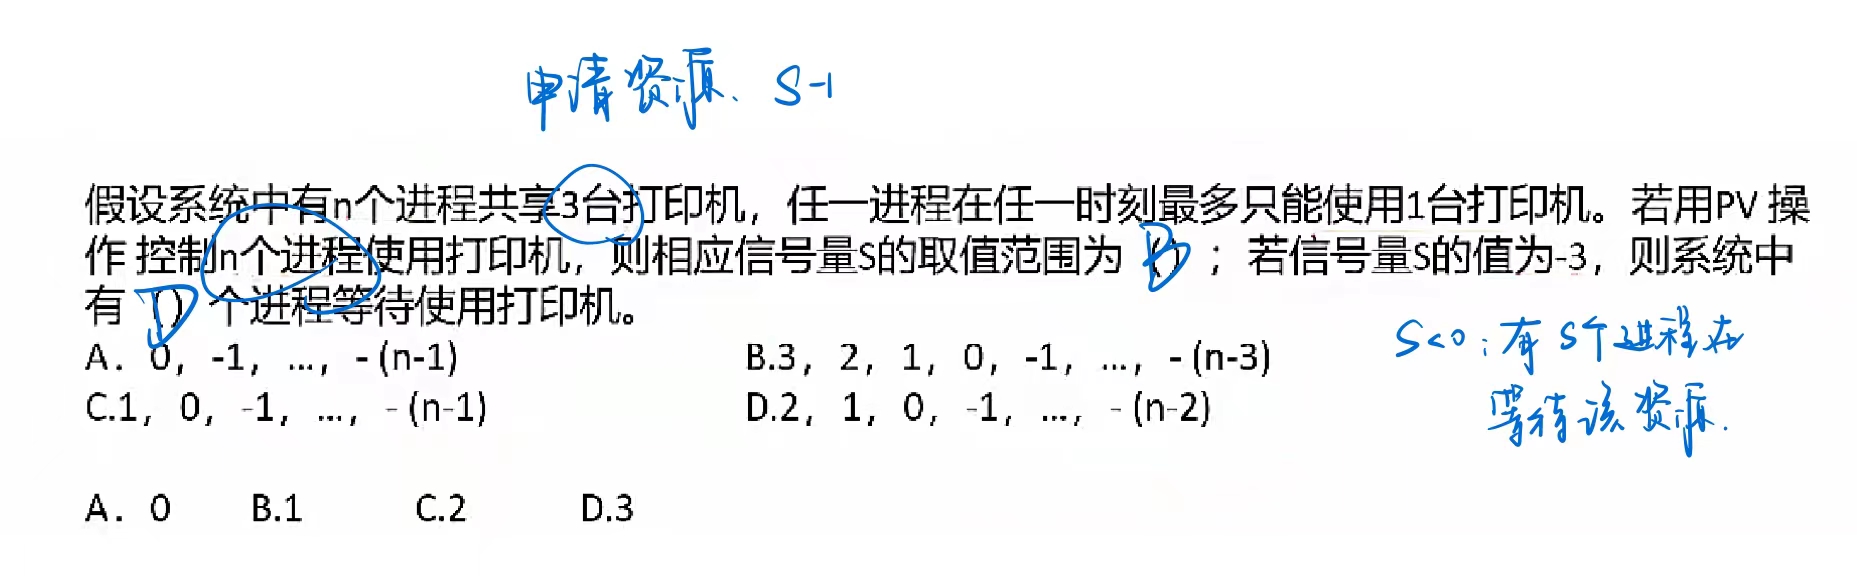 申请资源. S-1
假设系统中有n个进程共享3台打印机，任一进程在任一时刻最多只能使用1台打印机。若用PV 操
作 控制n个进程使用打印机，则相应信号量S的取值范围为 () B ；若信号量S的值为-3，则系统中
有 () D 个进程等待使用打印机。
A. 0，-1，…，- (n-1)
B.3，2，1，0，-1，…，- (n-3)
C.1，0，-1，…，- (n-1)
D.2，1，0，-1，…，- (n-2)
S<0：有S个进程在
等待该资源.
A. 0 B.1 C.2 D.3